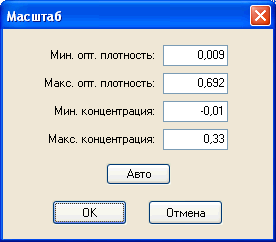 Масштаб
Мин. опт. плотность: 0,009
Макс. опт. плотность: 0,692
Мин. концентрация: -0,01
Макс. концентрация: 0,33
Авто
OK Отмена